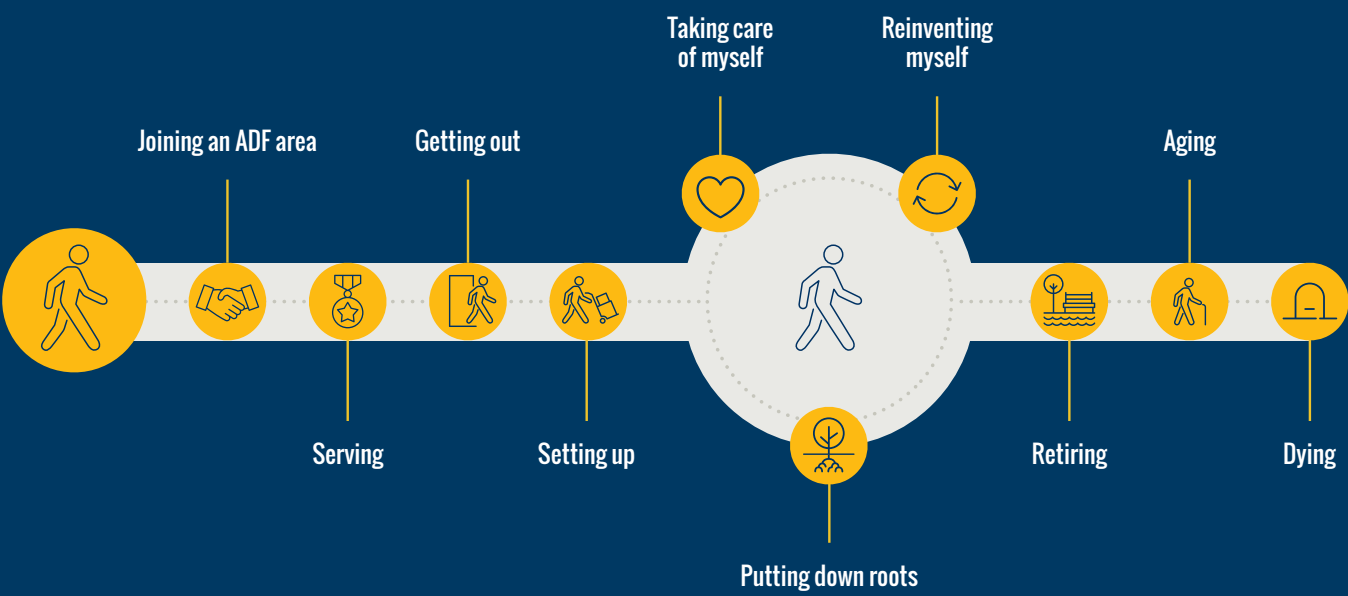 Taking care
of myself
Reinventing
myself
Joining an ADF area
Getting out
Aging
Serving
Setting up
Retiring
Dying
Putting down roots